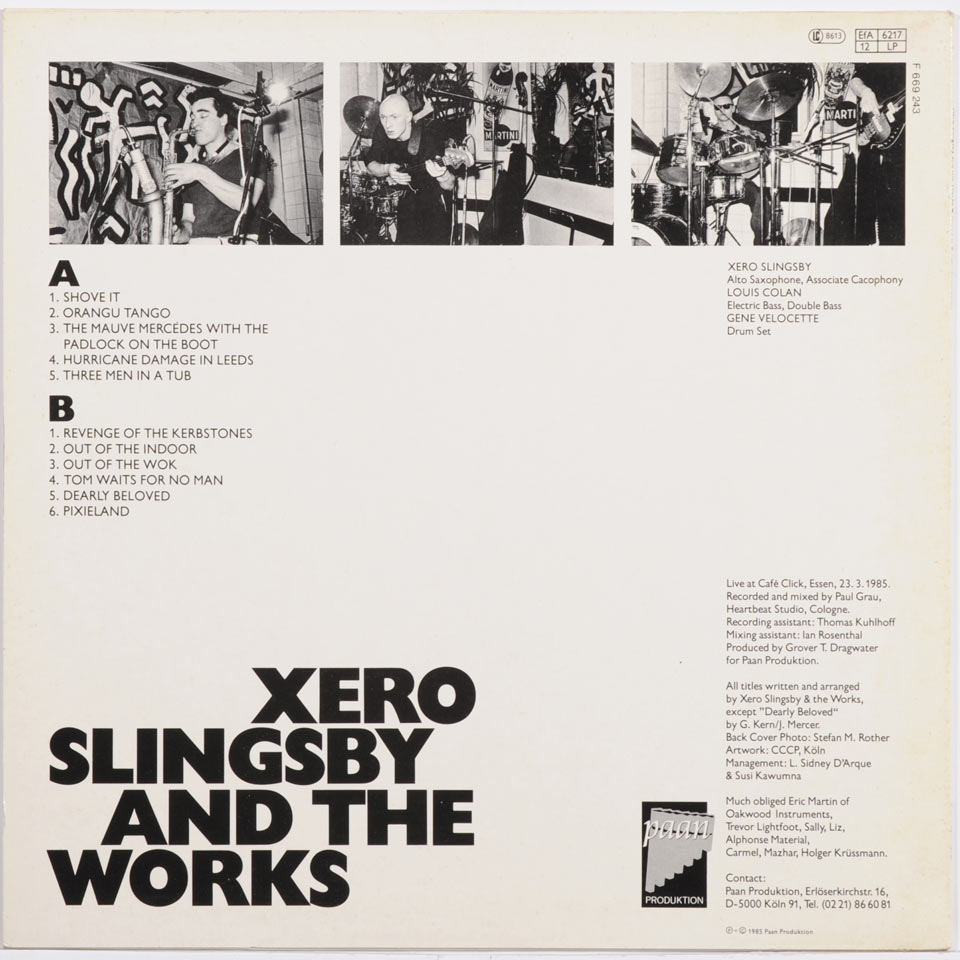 LC 8613
EfA 6217
12 LP
F 669 243
MARTINI
MARTI
A
1. SHOVE IT
2. ORANGU TANGO
3. THE MAUVE MERCÉDES WITH THE
PADLOCK ON THE BOOT
4. HURRICANE DAMAGE IN LEEDS
5. THREE MEN IN A TUB
B
1. REVENGE OF THE KERBSTONES
2. OUT OF THE INDOOR
3. OUT OF THE WOK
4. TOM WAITS FOR NO MAN
5. DEARLY BELOVED
6. PIXIELAND
XERO SLINGSBY
Alto Saxophone, Associate Cacophony
LOUIS COLAN
Electric Bass, Double Bass
GENE VELOCETTE
Drum Set
XERO
SLINGSBY
AND THE
WORKS
Live at Café Click, Essen, 23. 3. 1985.
Recorded and mixed by Paul Grau,
Heartbeat Studio, Cologne.
Recording assistant: Thomas Kuhlhoff
Mixing assistant: Ian Rosenthal
Produced by Grover T. Dragwater
for Paan Produktion.
All titles written and arranged
by Xero Slingsby & the Works,
except "Dearly Beloved“
by G. Kern/J. Mercer.
Back Cover Photo: Stefan M. Rother
Artwork: CCCP, Köln
Management: L. Sidney D'Arque
& Susi Kawumna
Much obliged Eric Martin of
Oakwood Instruments,
Trevor Lightfoot, Sally, Liz,
Alphonse Material,
Carmel, Mazhar, Holger Krüssmann.
Contact:
Paan Produktion, Erlöserkirchstr. 16,
D-5000 Köln 91, Tel. (02 21) 86 60 81
paan
PRODUKTION
℗ + © 1985 Paan Produktion